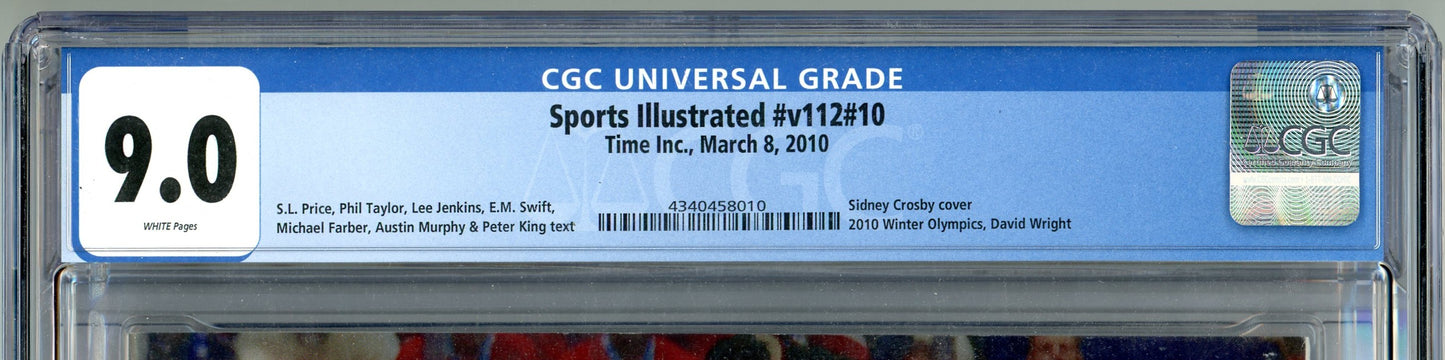 CGC UNIVERSAL GRADE
Sports Illustrated #v112#10
Time Inc., March 8, 2010
9.0
WHITE Pages
S.L. Price, Phil Taylor, Lee Jenkins, E.M. Swift,
Michael Farber, Austin Murphy & Peter King text
4340458010
Sidney Crosby cover
2010 Winter Olympics, David Wright
CGC
CGC®